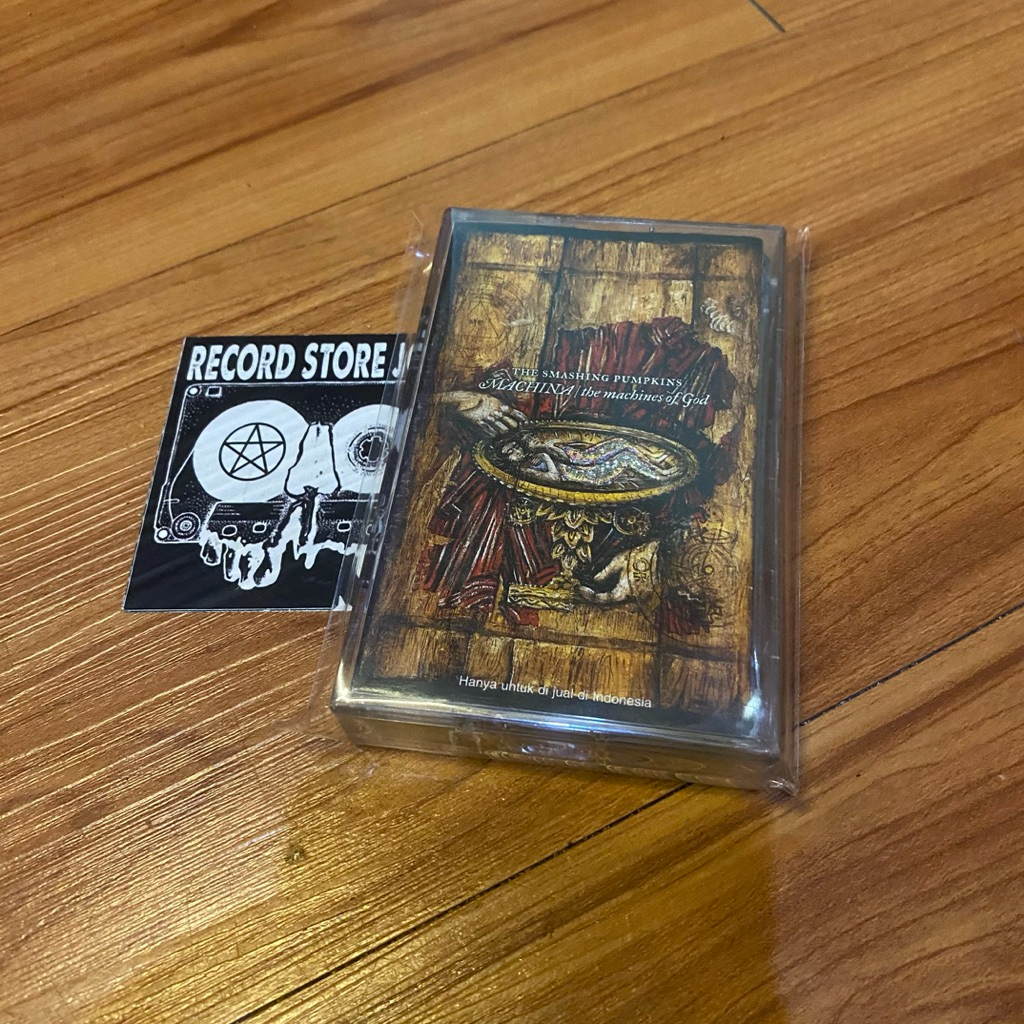 RECORD STORE
THE SMASHING PUMPKINS
MACHINA / the machines of God
Hanya untuk di jual di Indonesia